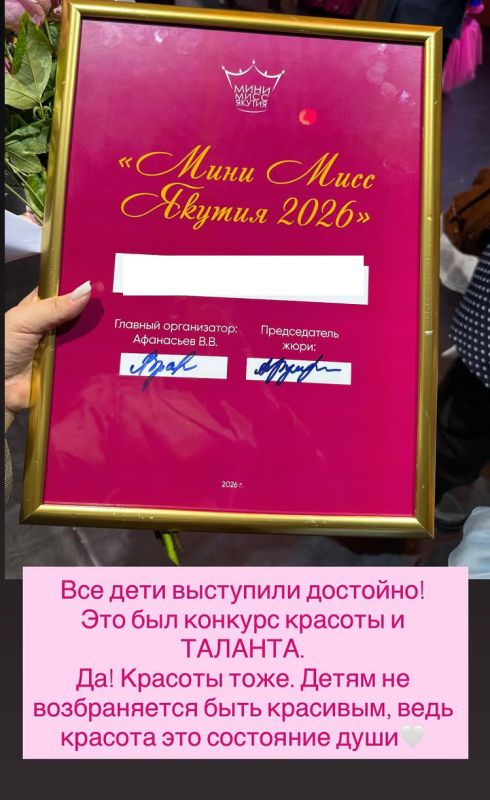 МИНИ
МИСС
ЯКУТИЯ
«Мини Мисс
Якутия 2026»
Главный организатор:
Афанасьев В.В.
Председатель
жюри:
2026 г.
Все дети выступили достойно!
Это был конкурс красоты и
ТАЛАНТА.
Да! Красоты тоже. Детям не
возбраняется быть красивым, ведь
красота это состояние души🤍